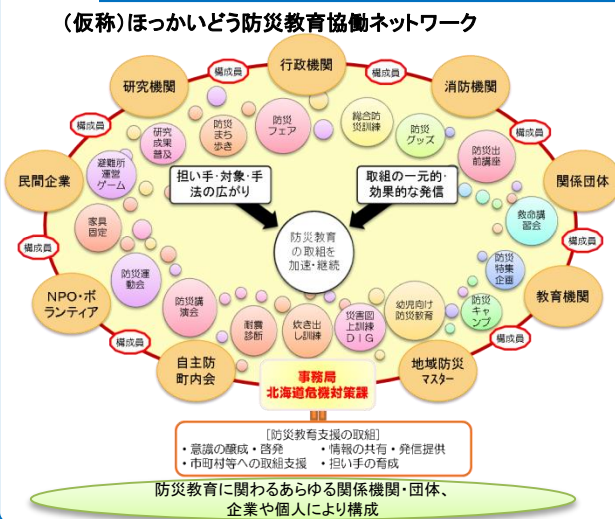 （仮称）ほっかいどう防災教育協働ネットワーク
行政機関
構成員
構成員
研究機関
消防機関
構成員
構成員
民間企業
関係団体
構成員
構成員
NPO・ボ
ランティア
教育機関
構成員
構成員
自主防
町内会
地域防災
マスター
研究
成果
普及
防災
まち
歩き
防災
フェア
総合防
災訓練
防災
グッズ
防災出
前講座
避難所
運営
ゲーム
担い手・対象・手
法の広がり
取組の一元的・
効果的な発信
救命講
習会
家具
固定
防災教育
の取組を
加速・継続
防災
特集
企画
防災運
動会
防災講
演会
耐震
診断
炊き出
し訓練
災害図
上訓練
ＤＩＧ
幼児向け
防災教育
防災
キャ
ンプ
事務局
北海道危機対策課
[防災教育支援の取組]
・意識の醸成・啓発　・情報の共有・発信提供
・市町村等への取組支援　・担い手の育成
防災教育に関わるあらゆる関係機関・団体、
企業や個人により構成